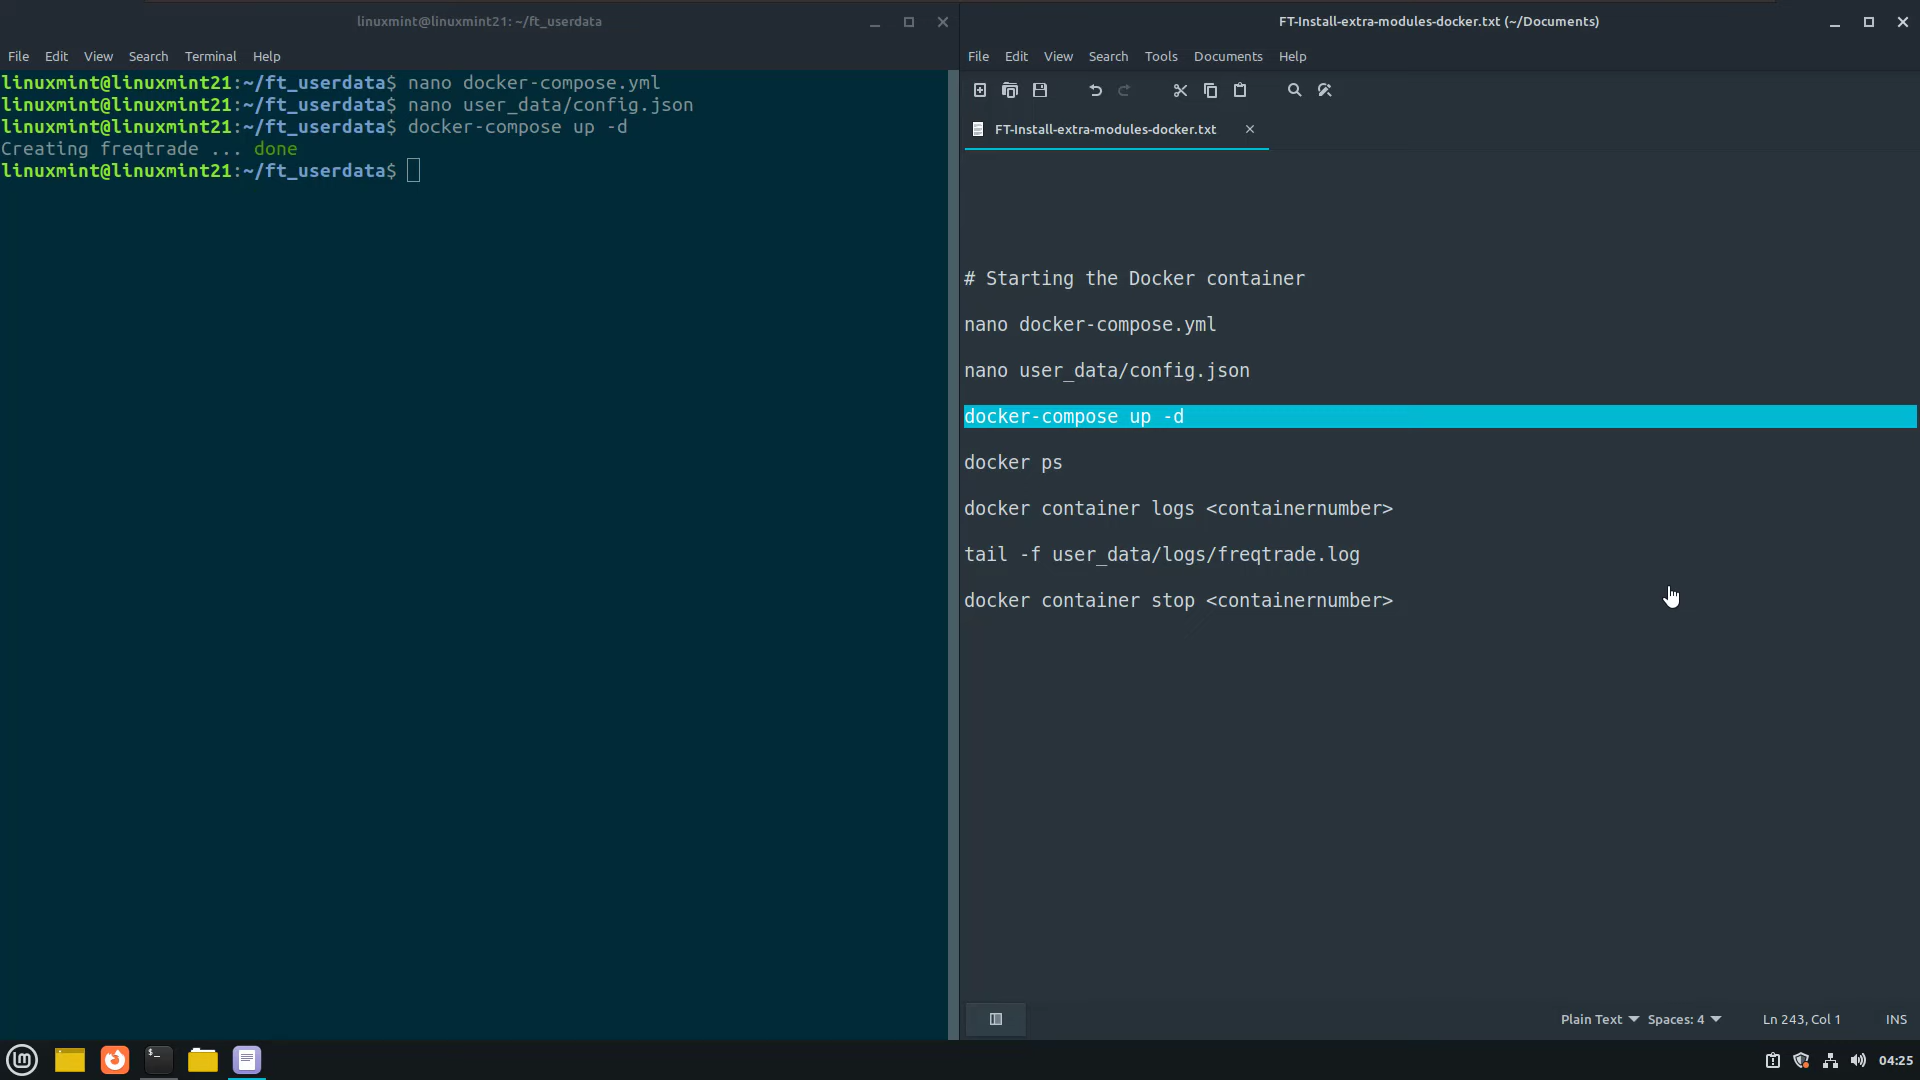 linuxmint@linuxmint21: ~/ft_userdata
File Edit View Search Terminal Help
linuxmint@linuxmint21:~/ft_userdata$ nano docker-compose.yml
linuxmint@linuxmint21:~/ft_userdata$ nano user_data/config.json
linuxmint@linuxmint21:~/ft_userdata$ docker-compose up -d
Creating freqtrade ... done
linuxmint@linuxmint21:~/ft_userdata$
FT-Install-extra-modules-docker.txt (~/Documents)
File Edit View Search Tools Documents Help
FT-Install-extra-modules-docker.txt
# Starting the Docker container
nano docker-compose.yml
nano user_data/config.json
docker-compose up -d
docker ps
docker container logs <containernumber>
tail -f user_data/logs/freqtrade.log
docker container stop <containernumber>
Plain Text Spaces: 4 Ln 243, Col 1 INS
04:25